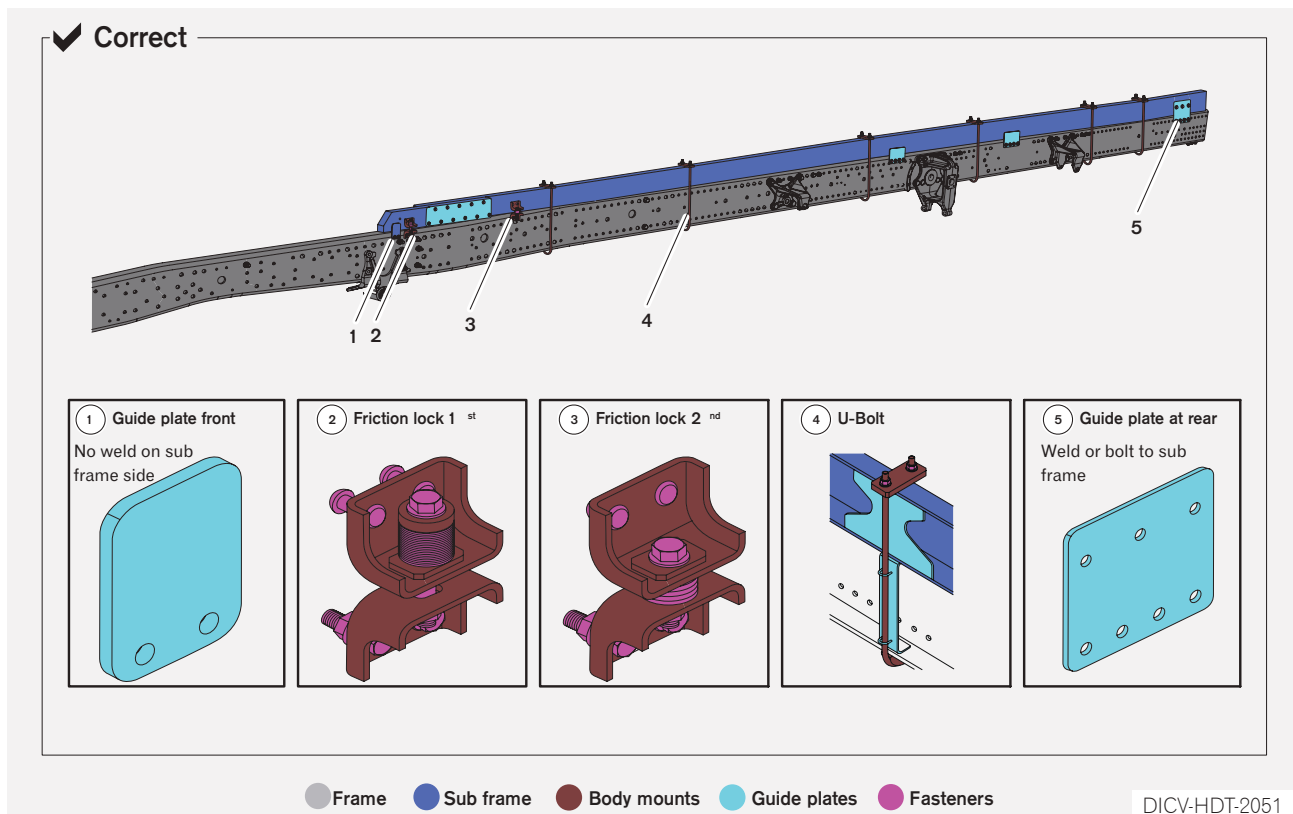 Correct
5
4
3
1 2
1 Guide plate front
No weld on sub
frame side
2 Friction lock 1 st
3 Friction lock 2 nd
4 U-Bolt
5 Guide plate at rear
Weld or bolt to sub
frame
Frame Sub frame Body mounts Guide plates Fasteners
DICV-HDT-2051